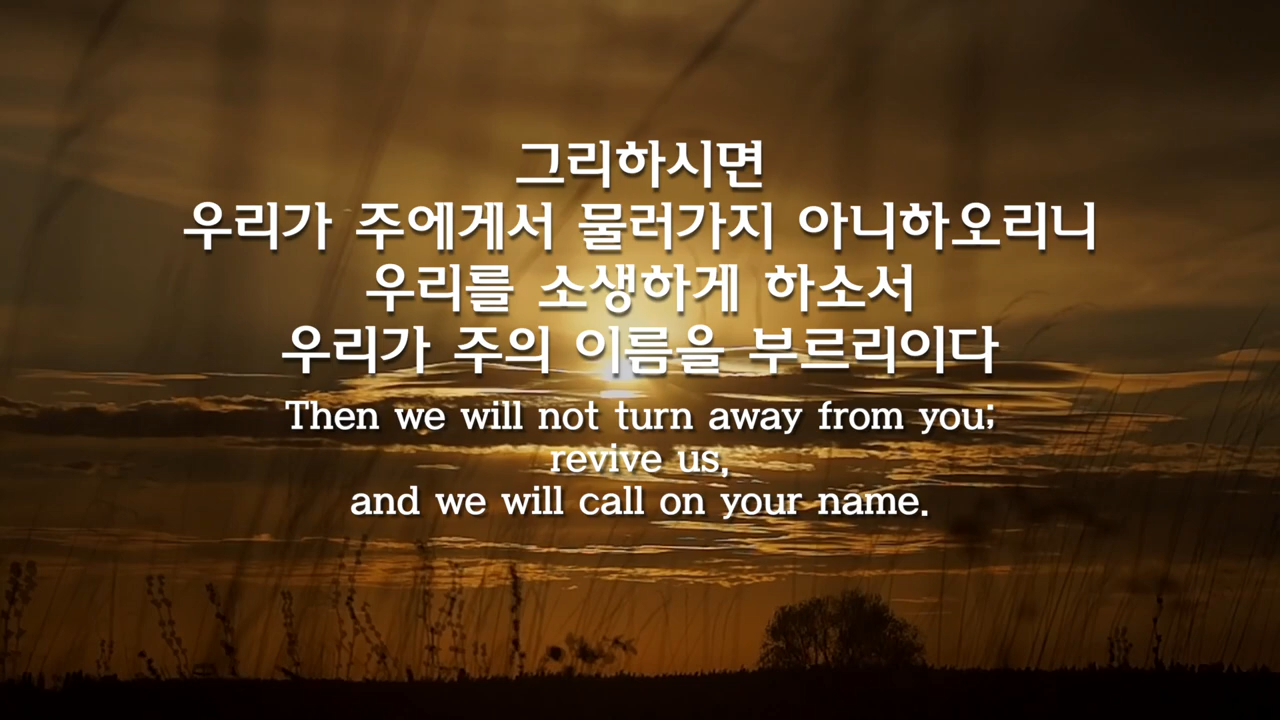 그리하시면
우리가 주에게서 물러가지 아니하오리니
우리를 소생하게 하소서
우리가 주의 이름을 부르리이다
Then we will not turn away from you;
revive us,
and we will call on your name.